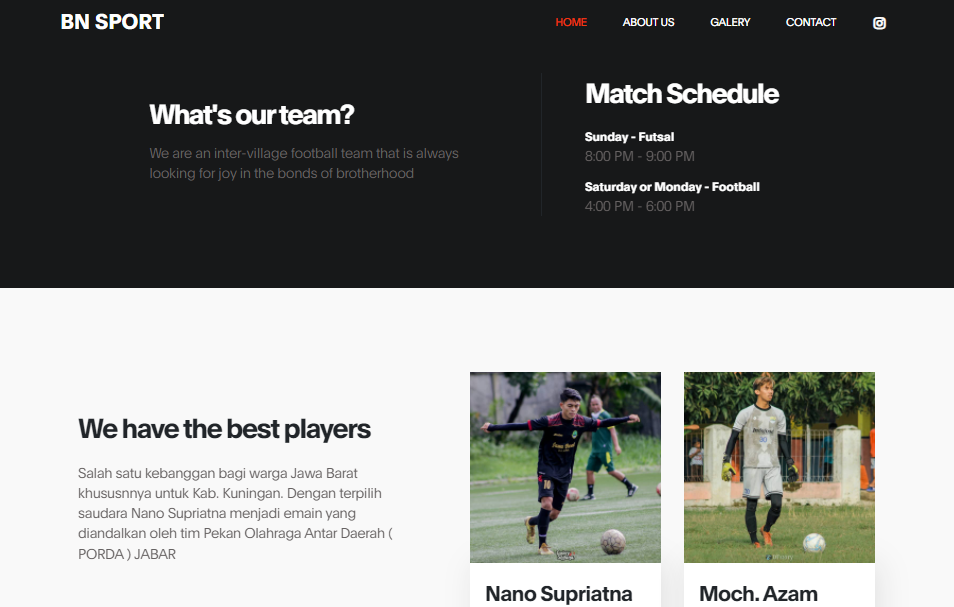 BN SPORT
HOME
ABOUT US
GALERY
CONTACT
What's our team?
We are an inter-village football team that is always
looking for joy in the bonds of brotherhood
Match Schedule
Sunday - Futsal
8:00 PM - 9:00 PM
Saturday or Monday - Football
4:00 PM - 6:00 PM
We have the best players
Salah satu kebanggan bagi warga Jawa Barat
khususnnya untuk Kab. Kuningan. Dengan terpilih
saudara Nano Supriatna menjadi emain yang
diandalkan oleh tim Pekan Olahraga Antar Daerah (
PORDA ) JABAR
Nano Supriatna
Moch. Azam